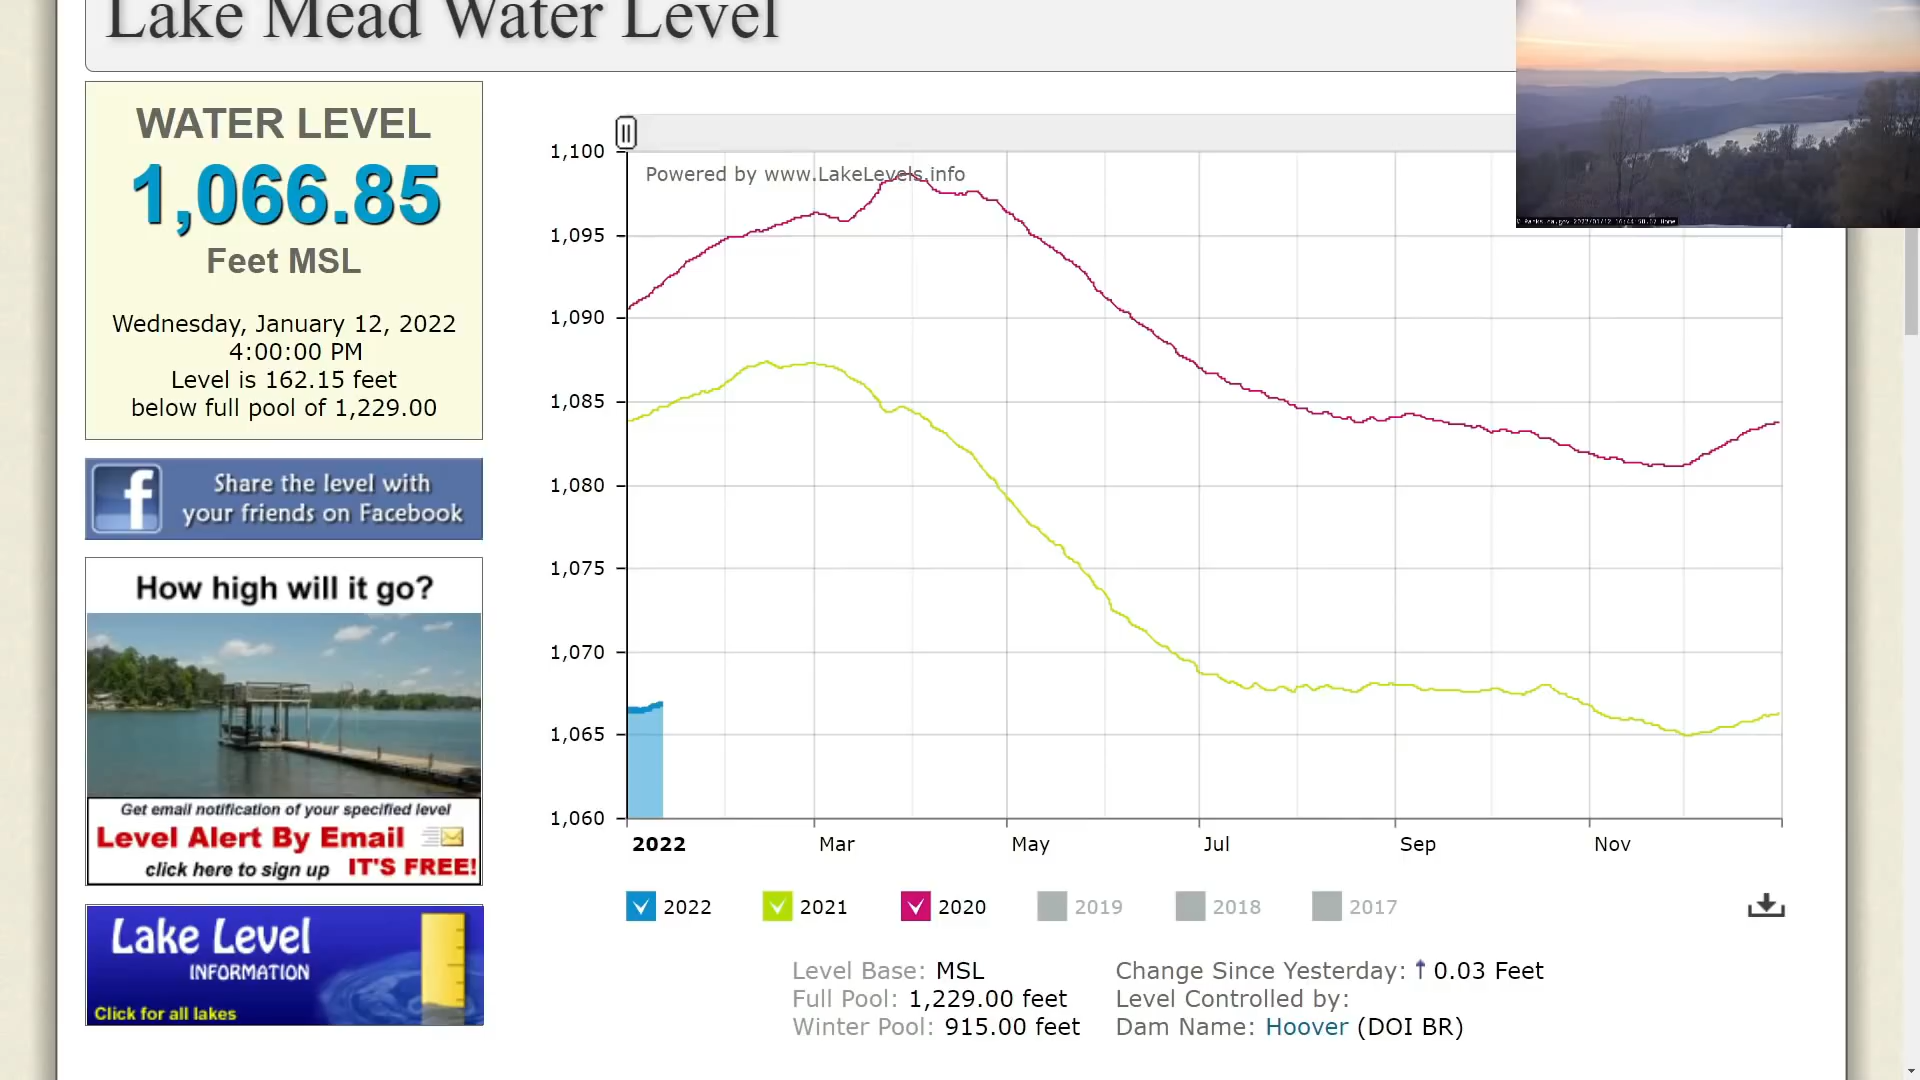 Lake Mead Water Level
WATER LEVEL
1,066.85
Feet MSL
Wednesday, January 12, 2022
4:00:00 PM
Level is 162.15 feet
below full pool of 1,229.00
Share the level with
your friends on Facebook
How high will it go?
Get email notification of your specified level
Level Alert By Email
click here to sign up IT'S FREE!
Lake Level
INFORMATION
Click for all lakes
Powered by www.LakeLevels.info
1,100
1,095
1,090
1,085
1,080
1,075
1,070
1,065
1,060
2022 Mar May Jul Sep Nov
2022 2021 2020 2019 2018 2017
Level Base: MSL
Full Pool: 1,229.00 feet
Winter Pool: 915.00 feet
Change Since Yesterday: 0.03 Feet
Level Controlled by:
Dam Name: Hoover (DOI BR)